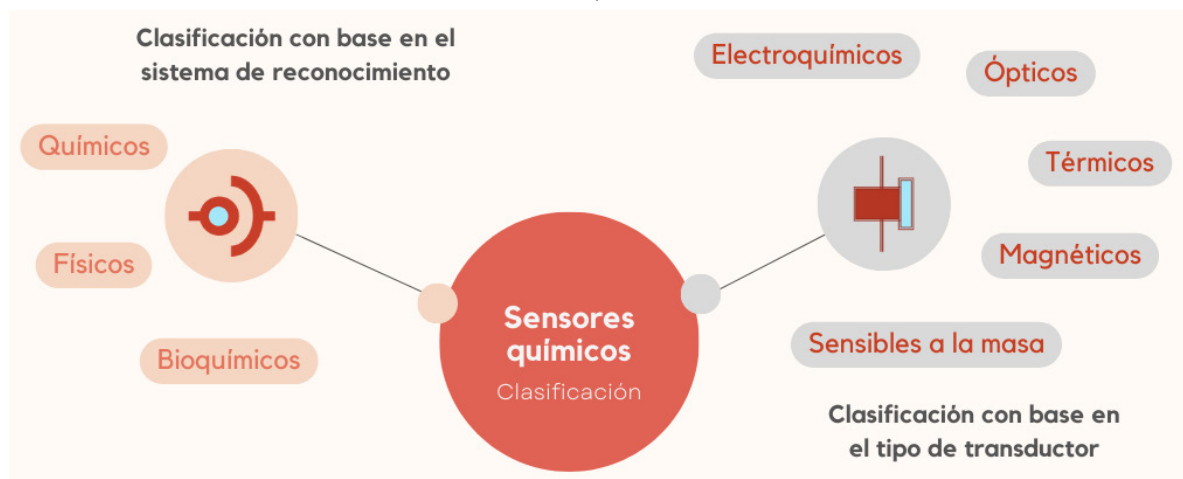 Clasificación con base en el
sistema de reconocimiento
Químicos
Físicos
Bioquímicos
Sensores
químicos
Clasificación
Electroquímicos
Ópticos
Térmicos
Magnéticos
Sensibles a la masa
Clasificación con base en
el tipo de transductor